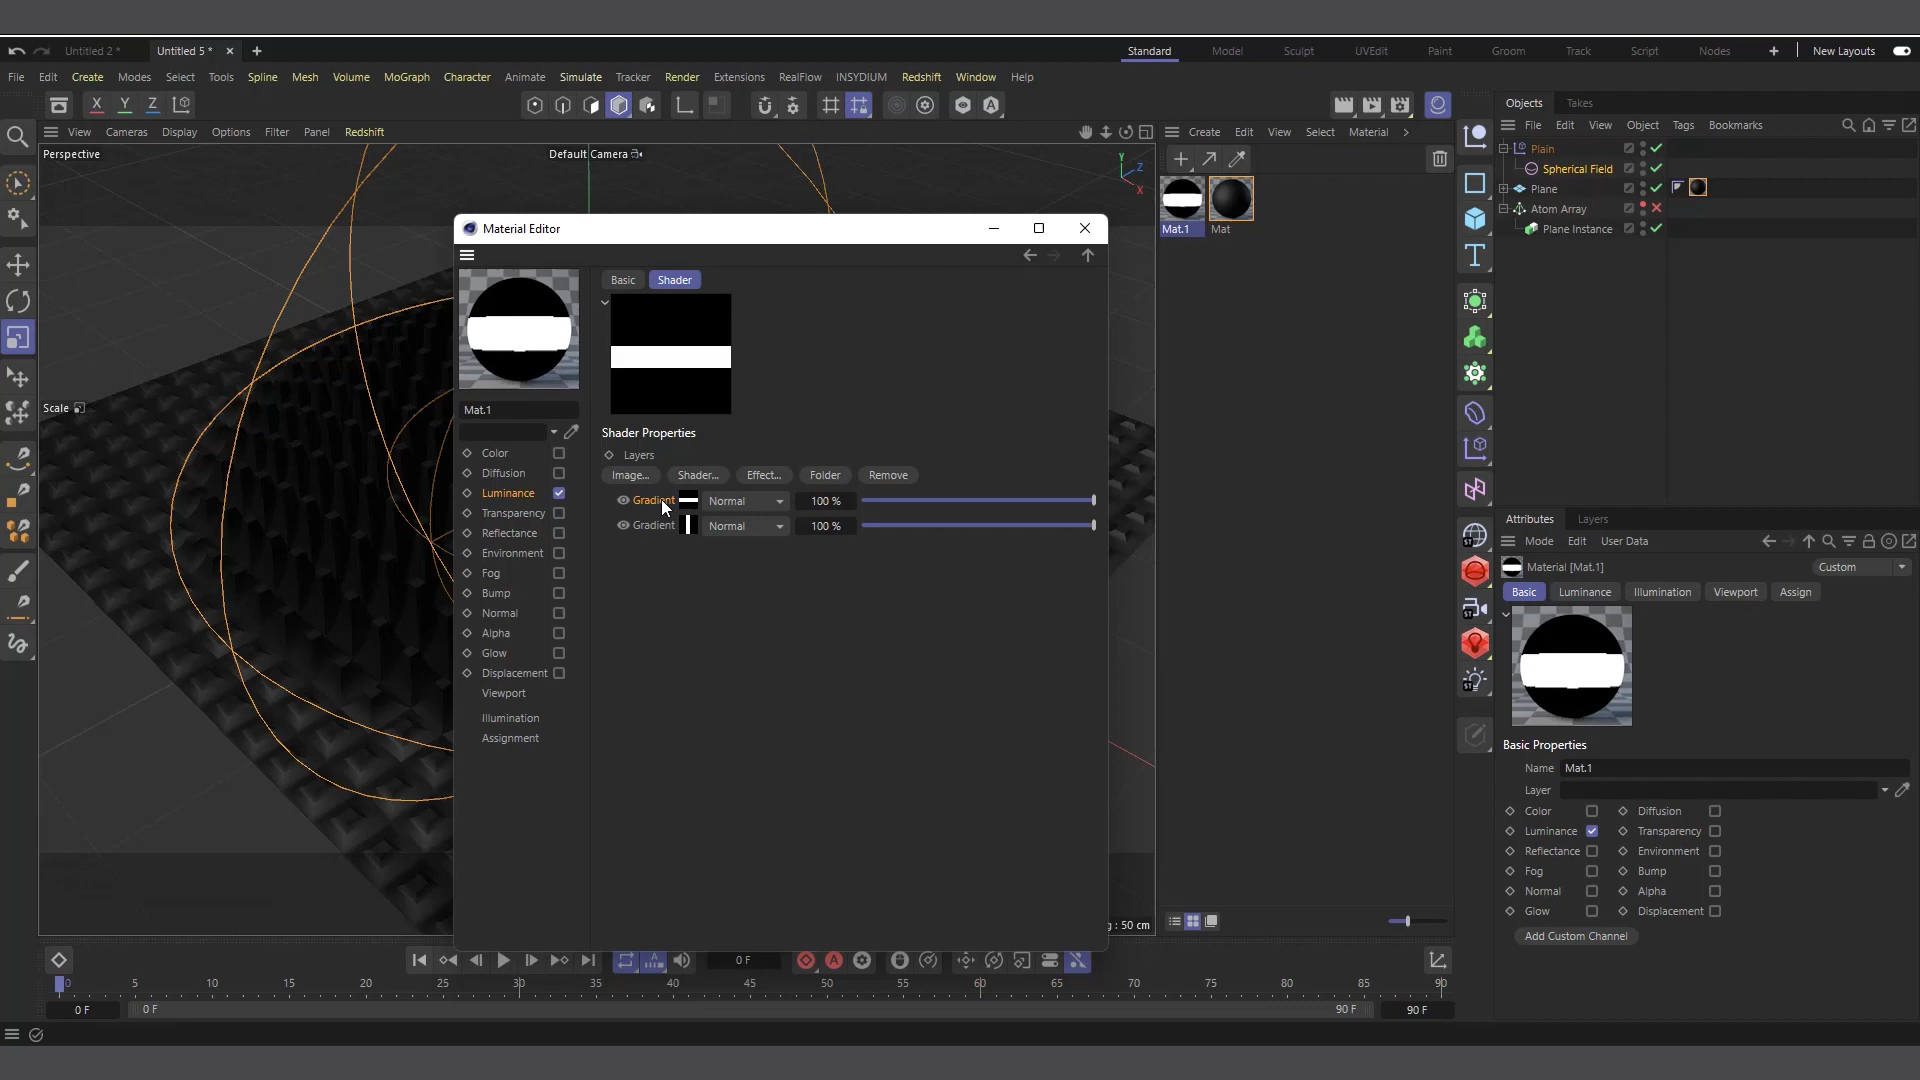 Untitled 2 * Untitled 5 * × +
Standard Model Sculpt UVEdit Paint Groom Track Script Nodes + New Layouts
File Edit Create Modes Select Tools Spline Mesh Volume MoGraph Character Animate Simulate Tracker Render Extensions RealFlow INSYDIUM Redshift Window Help
X Y Z
Objects Takes
View Cameras Display Options Filter Panel Redshift
Create Edit View Select Material >
File Edit View Object Tags Bookmarks
Perspective
Default Camera
Y Z X
Plain
Spherical Field
Plane
Atom Array
Plane Instance
Mat.1 Mat
Material Editor
Basic Shader
Scale
Mat.1
Shader Properties
Color
Layers
Diffusion
Image... Shader... Effect... Folder Remove
Luminance
Gradient Normal 100 %
Transparency
Gradient Normal 100 %
Reflectance
Environment
Fog
Bump
Normal
Alpha
Glow
Displacement
Viewport
Illumination
Assignment
Attributes Layers
Mode Edit User Data
Material [Mat.1] Custom
Basic Luminance Illumination Viewport Assign
Basic Properties
Name Mat.1
Layer
Color Diffusion
Luminance Transparency
Reflectance Environment
Fog Bump
Normal Alpha
Glow Displacement
Add Custom Channel
: 50 cm
0 F
0 5 10 15 20 25 30 35 40 45 50 55 60 65 70 75 80 85 90
0 F 0 F 90 F 90 F